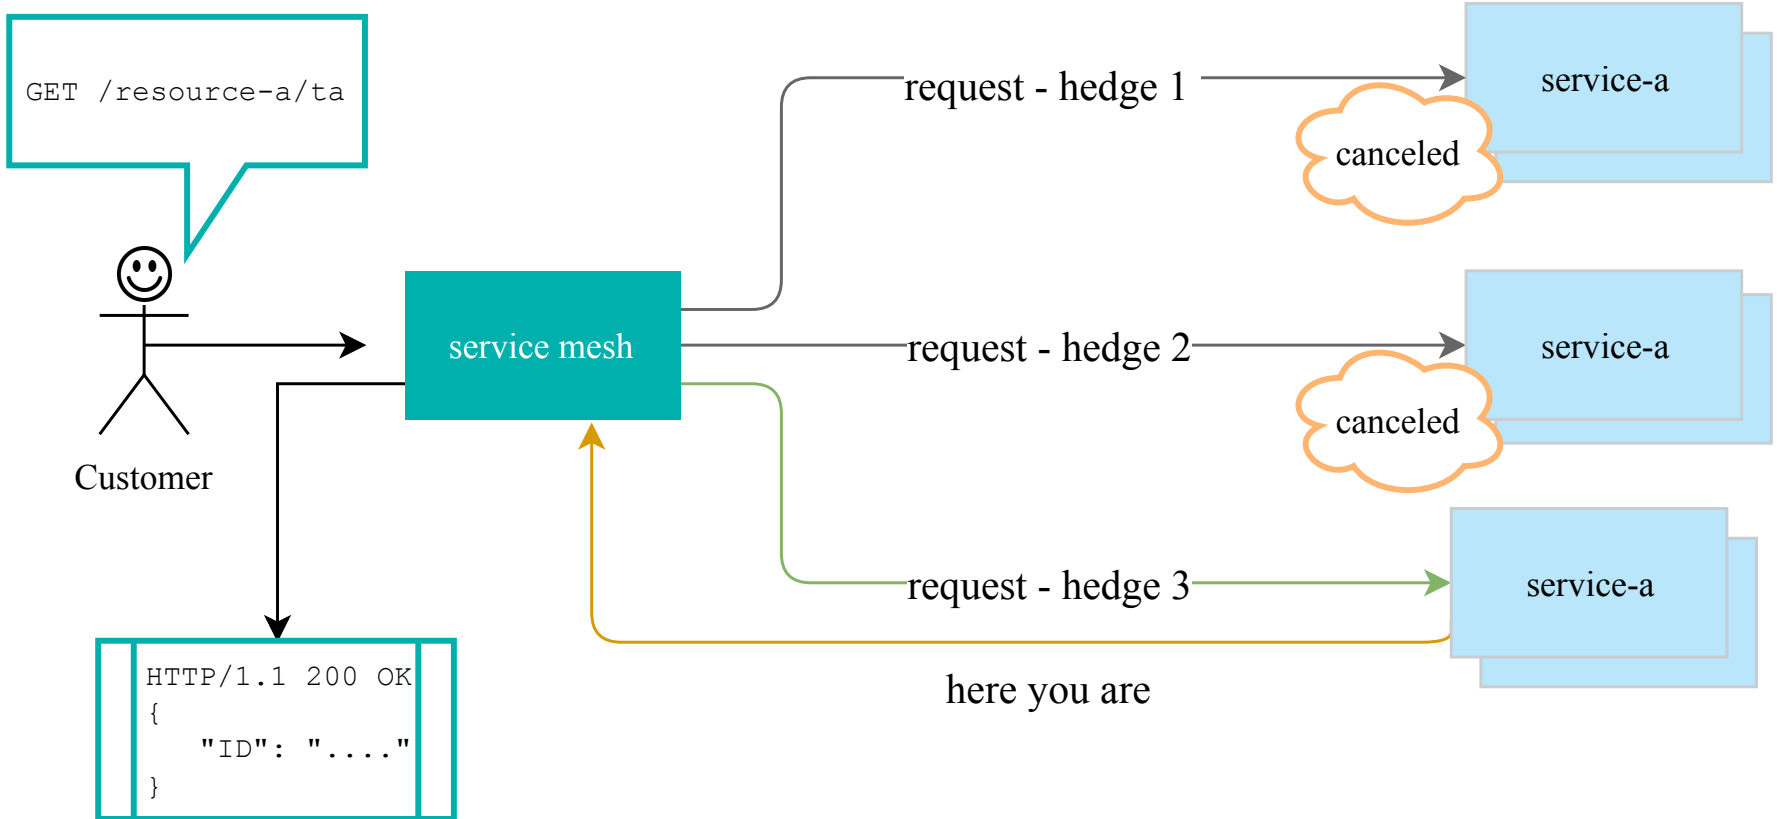 GET /resource-a/ta
request - hedge 1
service-a
canceled
service mesh
request - hedge 2
service-a
canceled
Customer
request - hedge 3
service-a
here you are
HTTP/1.1 200 OK
{
"ID": "...."
}